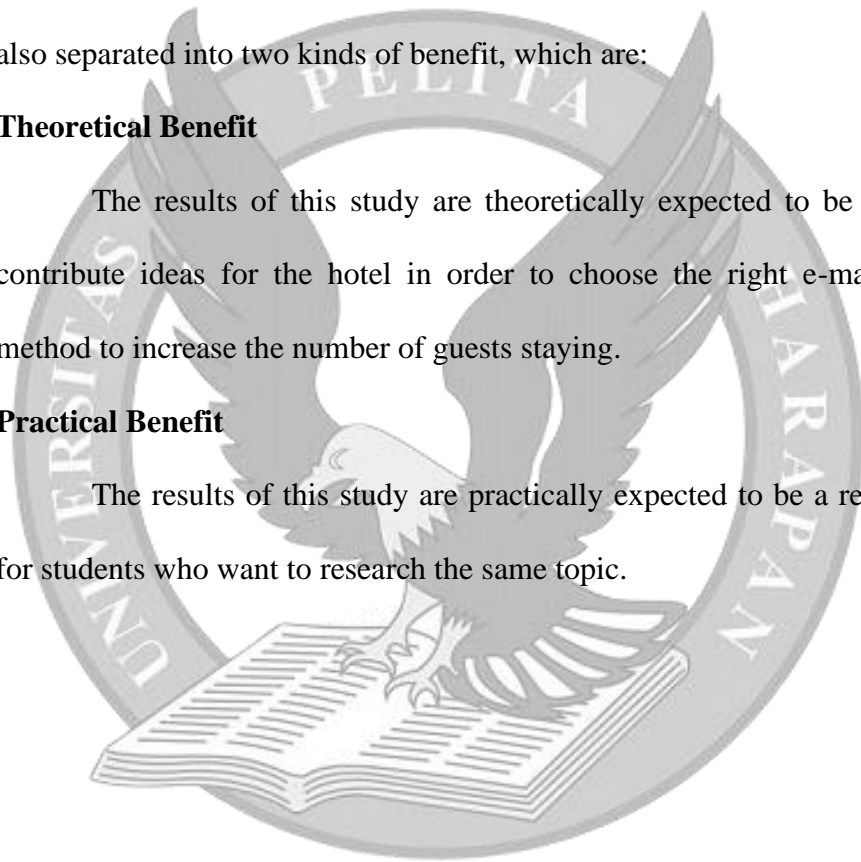 also separated into two kinds of benefit, which are:
Theoretical Benefit
The results of this study are theoretically expected to be
contribute ideas for the hotel in order to choose the right e-ma
method to increase the number of guests staying.
Practical Benefit
The results of this study are practically expected to be a re
for students who want to research the same topic.
UNIVERSITAS PELITA HARAPAN